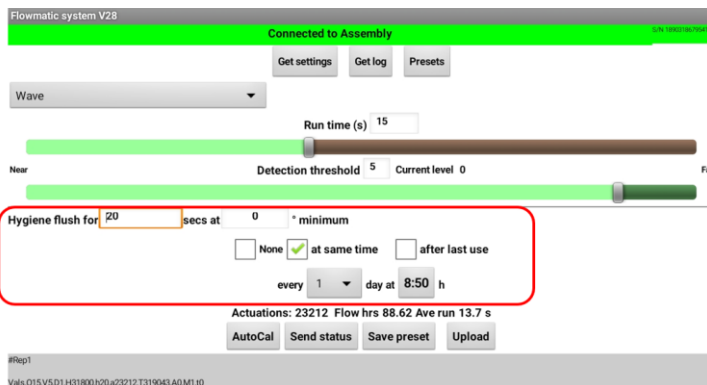 Flowmatic system V28
Connected to Assembly
Get settings Get log Presets
Wave
Run time (s) 15
Near Detection threshold 5 Current level 0
Hygiene flush for 20 secs at 0 ° minimum
None at same time after last use
every 1 day at 8:50 h
Actuations: 23212 Flow hrs 88.62 Ave run 13.7 s
AutoCal Send status Save preset Upload
#Rep1
Vals,O15,V5,D1,H31800,h20,a23212,T319043,A0,M1,t0